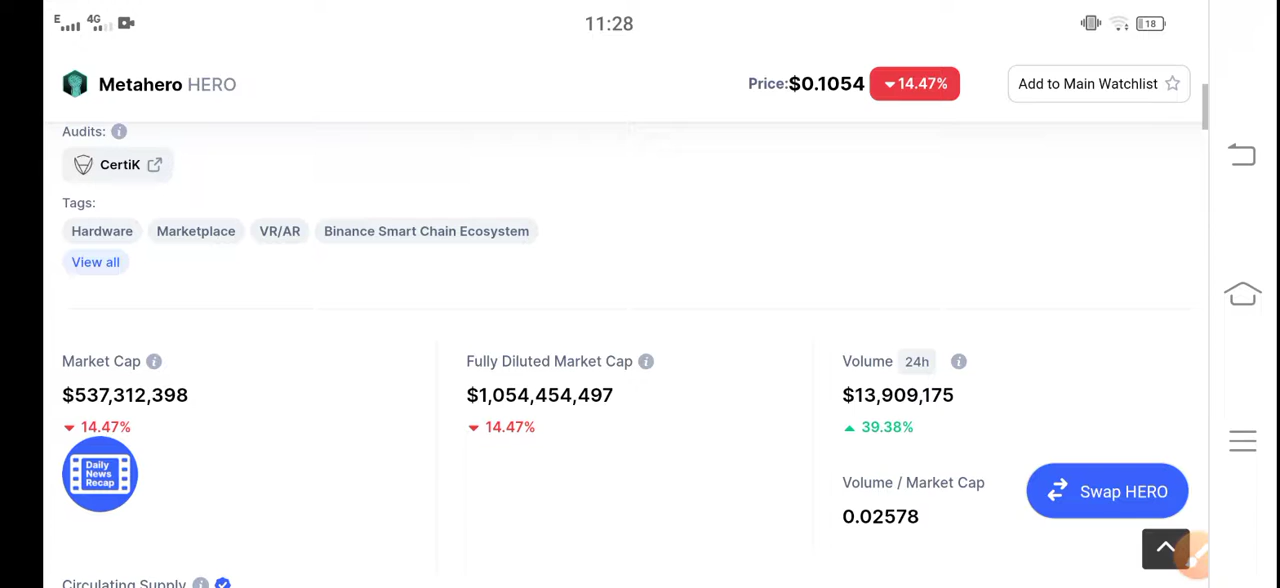 E 4G 11:28 18
Metahero HERO Price:$0.1054 14.47% Add to Main Watchlist
Audits:
CertiK
Tags:
Hardware Marketplace VR/AR Binance Smart Chain Ecosystem
View all
Market Cap Fully Diluted Market Cap Volume 24h
$537,312,398 $1,054,454,497 $13,909,175
14.47% 14.47% 39.38%
Daily
News
Recap
Volume / Market Cap
Swap HERO
0.02578
Circulating Supply